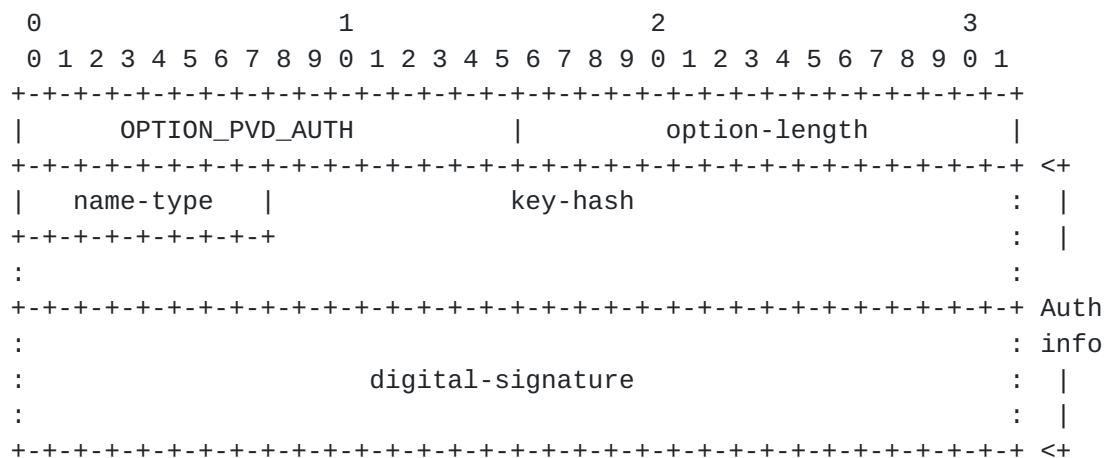 0                   1                   2                   3
 0 1 2 3 4 5 6 7 8 9 0 1 2 3 4 5 6 7 8 9 0 1 2 3 4 5 6 7 8 9 0 1
+-+-+-+-+-+-+-+-+-+-+-+-+-+-+-+-+-+-+-+-+-+-+-+-+-+-+-+-+-+-+-+-+
|      OPTION_PVD_AUTH          |         option-length         |
+-+-+-+-+-+-+-+-+-+-+-+-+-+-+-+-+-+-+-+-+-+-+-+-+-+-+-+-+-+-+-+-+ <+
|   name-type   |               key-hash                        :  |
+-+-+-+-+-+-+-+-+                                               :  |
:                                                               :
+-+-+-+-+-+-+-+-+-+-+-+-+-+-+-+-+-+-+-+-+-+-+-+-+-+-+-+-+-+-+-+-+ Auth
:                                                               : info
:                      digital-signature                        :  |
:                                                               :  |
+-+-+-+-+-+-+-+-+-+-+-+-+-+-+-+-+-+-+-+-+-+-+-+-+-+-+-+-+-+-+-+-+ <+